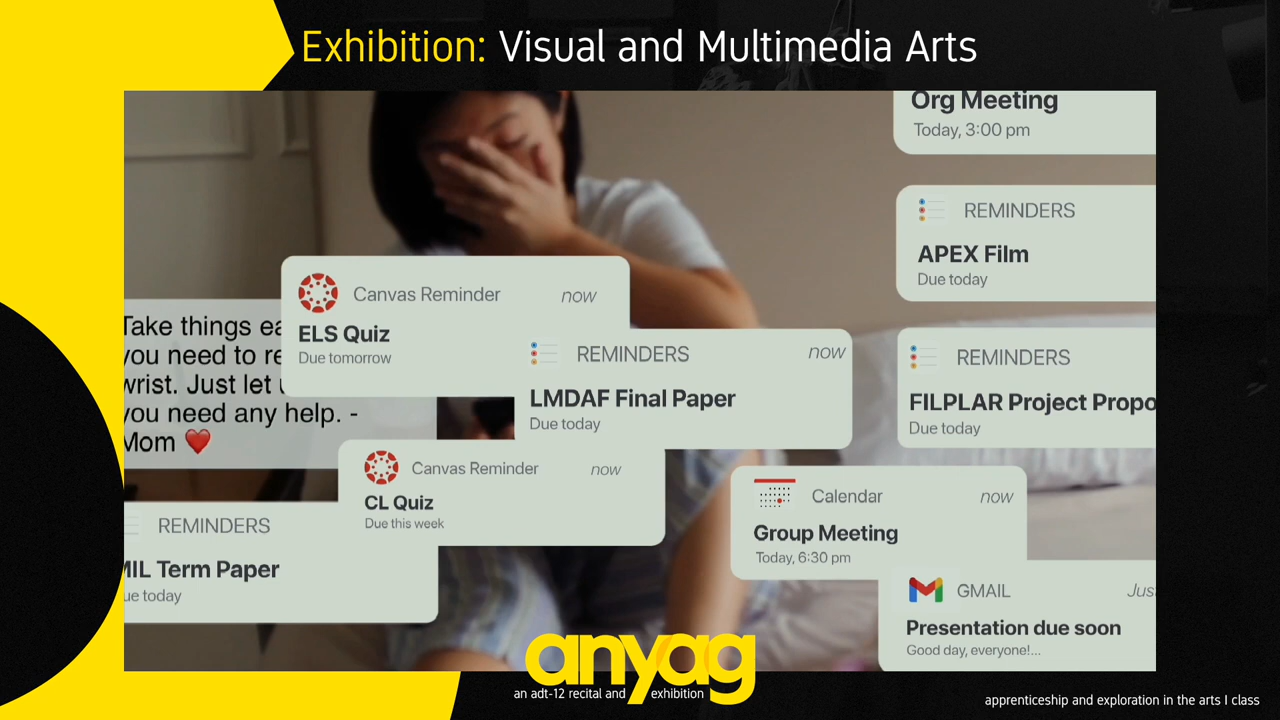 Exhibition: Visual and Multimedia Arts
Org Meeting
Today, 3:00 pm
REMINDERS
APEX Film
Due today
Canvas Reminder now
ELS Quiz
Due tomorrow
Take things
you need to
wrist. Just let
you need any help. -
Mom ❤️
REMINDERS now
LMDAF Final Paper
Due today
REMINDERS
FILPLAR Project Propo
Due today
Canvas Reminder now
CL Quiz
Due this week
Calendar now
Group Meeting
Today, 6:30 pm
REMINDERS
MIL Term Paper
ue today
GMAIL Jus
Presentation due soon
Good day, everyone!...
anyag
an adt-12 recital and exhibition
apprenticeship and exploration in the arts I class